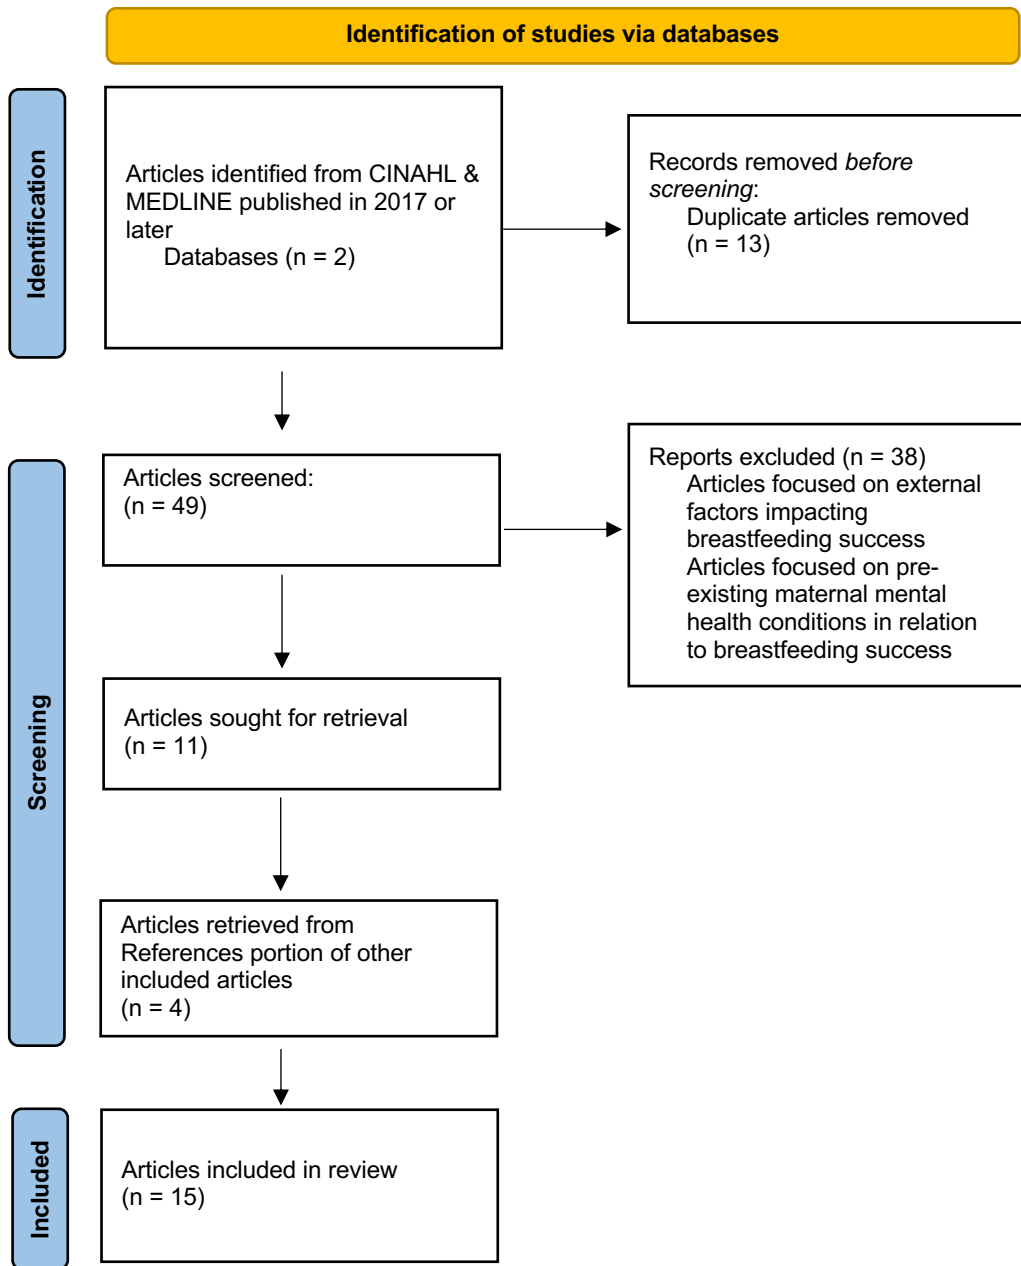 Identification of studies via databases
Identification
Articles identified from CINAHL &
MEDLINE published in 2017 or
later
Databases (n = 2)
Records removed before
screening:
Duplicate articles removed
(n = 13)
Screening
Articles screened:
(n = 49)
Reports excluded (n = 38)
Articles focused on external
factors impacting
breastfeeding success
Articles focused on pre-
existing maternal mental
health conditions in relation
to breastfeeding success
Articles sought for retrieval
(n = 11)
Articles retrieved from
References portion of other
included articles
(n = 4)
Included
Articles included in review
(n = 15)